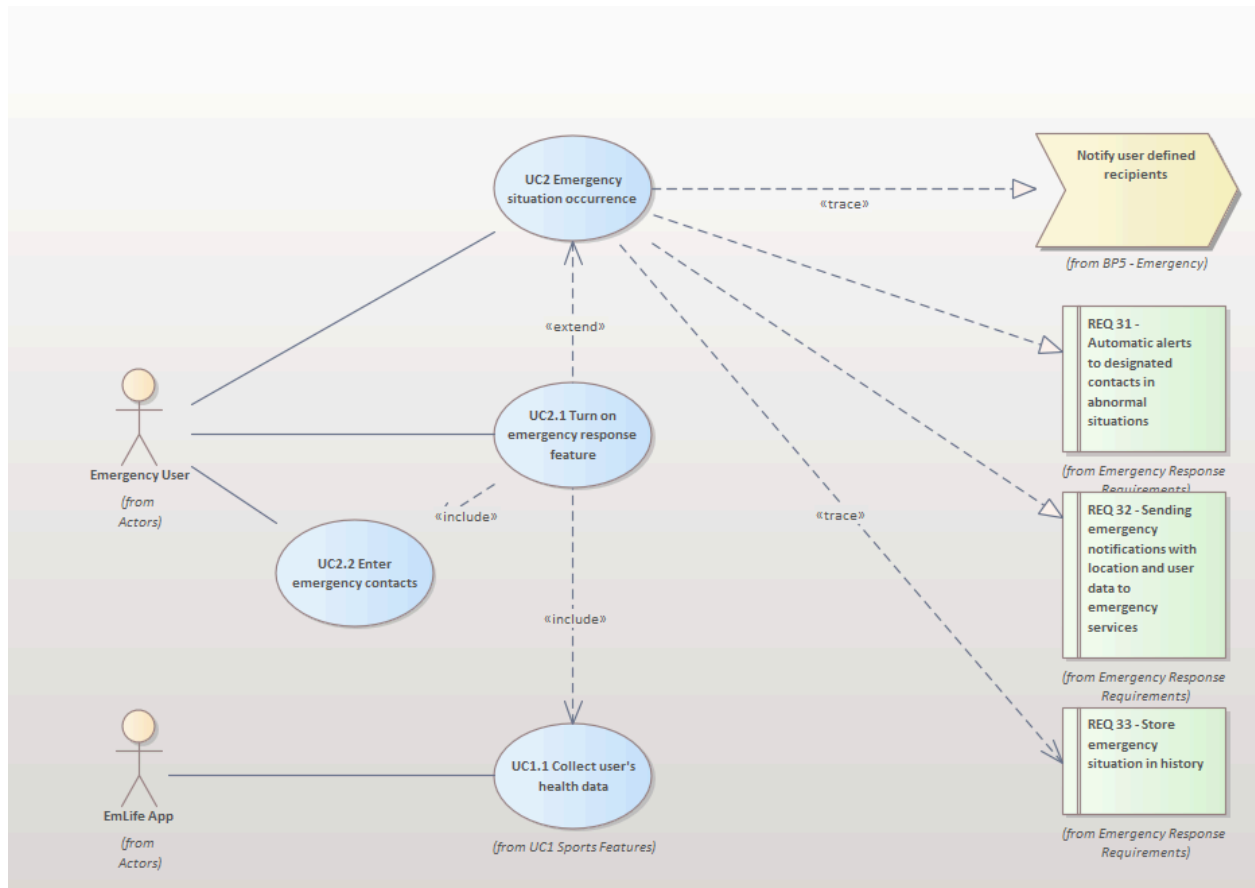 UC2 Emergency
situation occurrence
«trace»
Notify user defined
recipients
(from BP5 - Emergency)
«extend»
REQ 31 -
Automatic alerts
to designated
contacts in
abnormal
situations
(from Emergency Response
Requirements)
UC2.1 Turn on
emergency response
feature
Emergency User
(from
Actors)
«include»
«trace»
REQ 32 - Sending
emergency
notifications with
location and user
data to
emergency
services
(from Emergency Response
Requirements)
UC2.2 Enter
emergency contacts
«include»
REQ 33 - Store
emergency
situation in history
(from Emergency Response
Requirements)
EmLife App
(from
Actors)
UC1.1 Collect user's
health data
(from UC1 Sports Features)